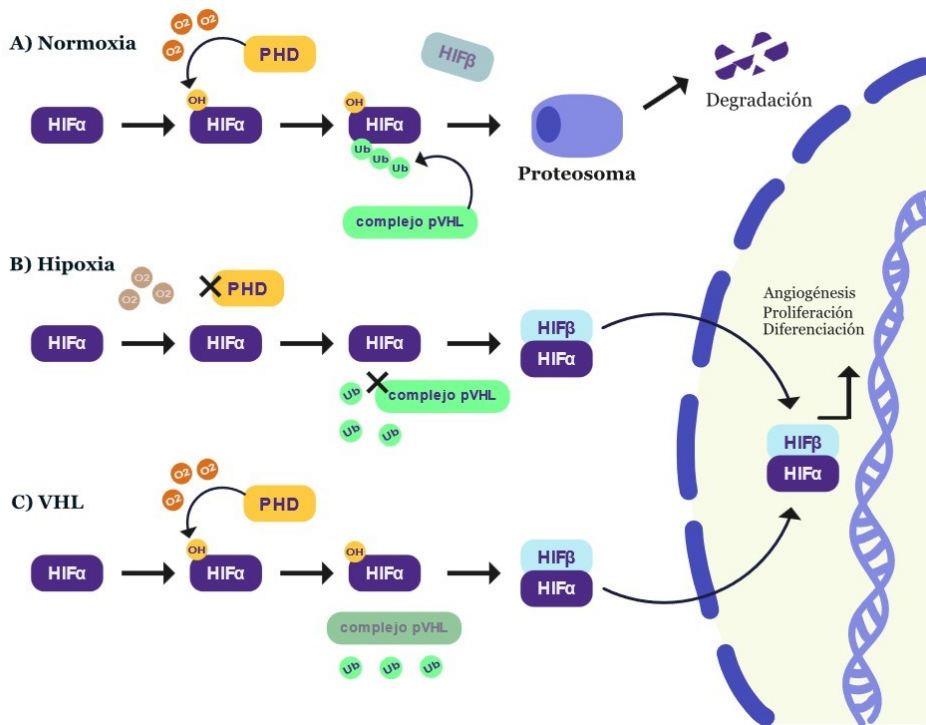 A) Normoxia
O2 O2
O2
PHD
HIFβ
OH
HIFα
HIFα
OH
HIFα
Ub
Ub
Ub
complejo pVHL
Proteosoma
Degradación
B) Hipoxia
O2
O2
O2
PHD
HIFα
HIFα
HIFα
Ub
complejo pVHL
Ub
Ub
HIFβ
HIFα
Angiogénesis
Proliferación
Diferenciación
HIFβ
HIFα
C) VHL
O2 O2
O2
PHD
OH
HIFα
HIFα
OH
HIFα
complejo pVHL
Ub Ub Ub
HIFβ
HIFα